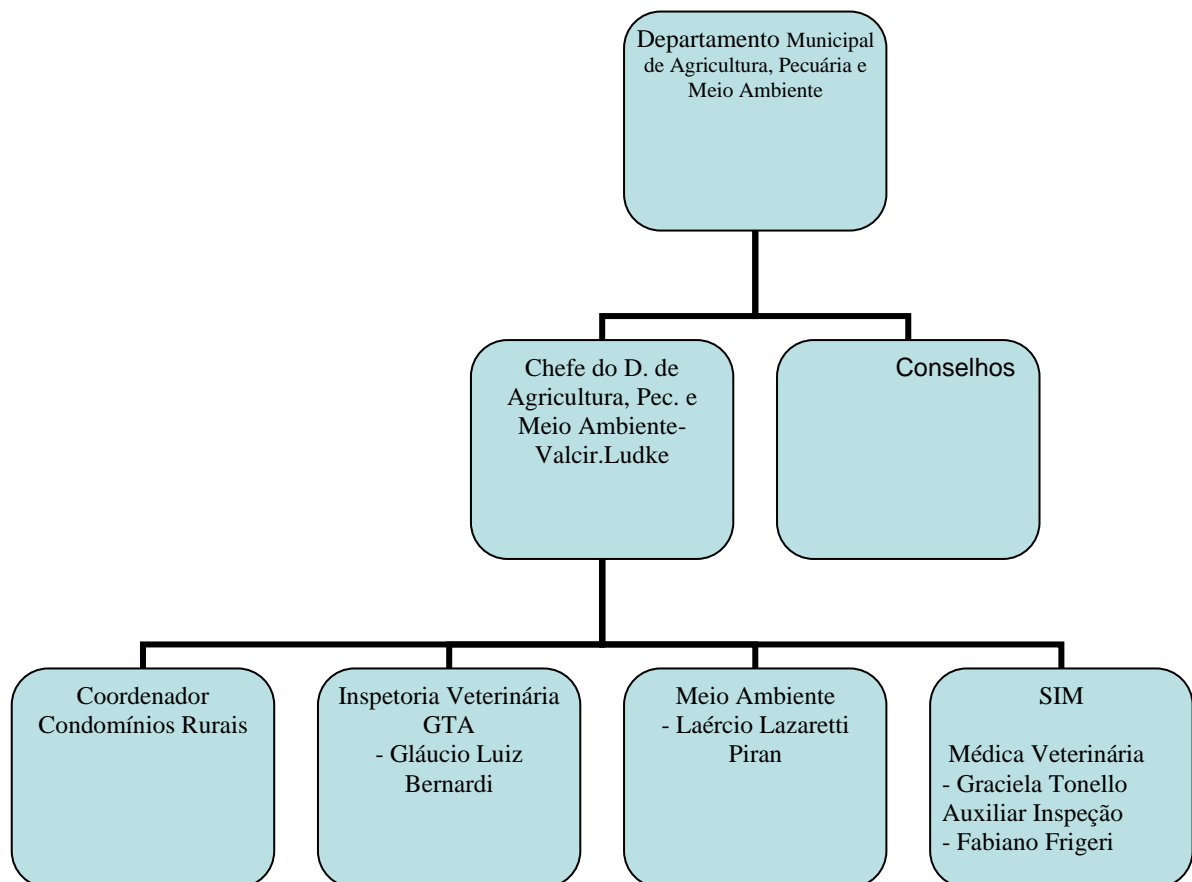 Departamento Municipal
de Agricultura, Pecuária e
Meio Ambiente
Chefe do D. de
Agricultura, Pec. e
Meio Ambiente-
Valcir.Ludke
Conselhos
Coordenador
Condomínios Rurais
Inspetoria Veterinária
GTA
- Gláucio Luiz
Bernardi
Meio Ambiente
- Laércio Lazaretti
Piran
SIM
Médica Veterinária
- Graciela Tonello
Auxiliar Inspeção
- Fabiano Frigeri